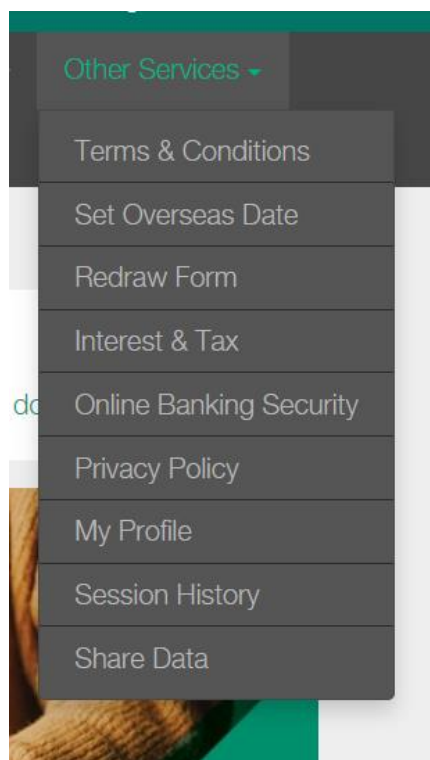 Other Services
Terms & Conditions
Set Overseas Date
Redraw Form
Interest & Tax
do
Online Banking Security
Privacy Policy
My Profile
Session History
Share Data